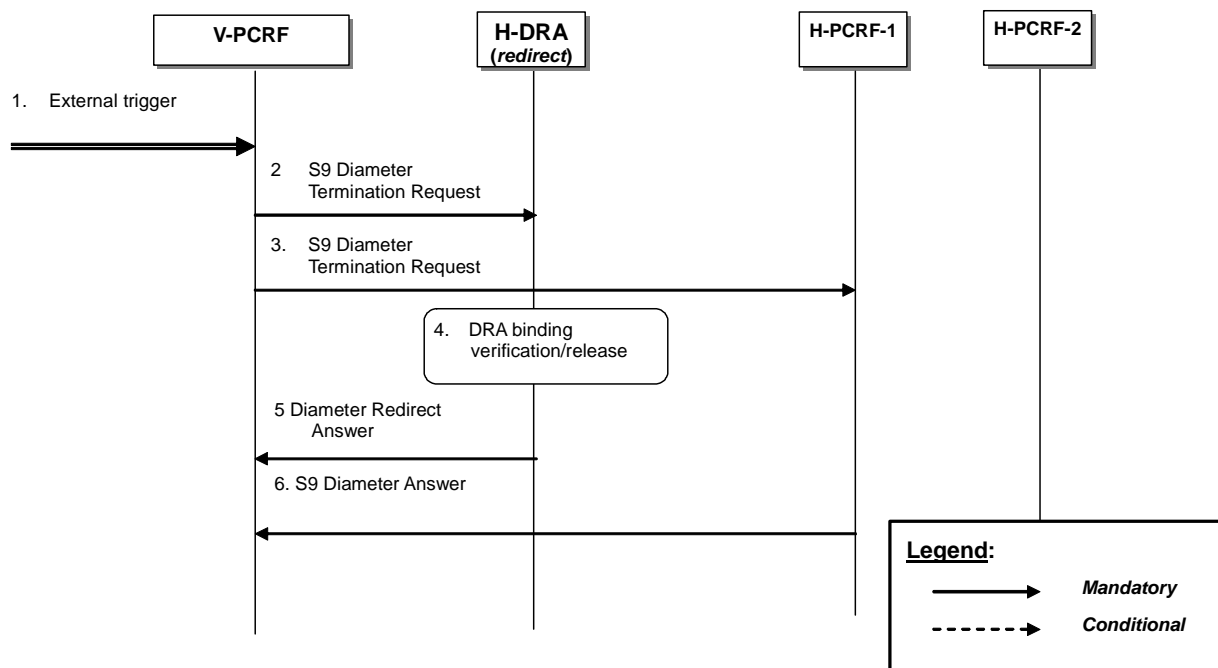 V-PCRF
H-DRA
(redirect)
H-PCRF-1
H-PCRF-2
1. External trigger
2 S9 Diameter
Termination Request
3. S9 Diameter
Termination Request
4. DRA binding
verification/release
5 Diameter Redirect
Answer
6. S9 Diameter Answer
Legend:
Mandatory
Conditional